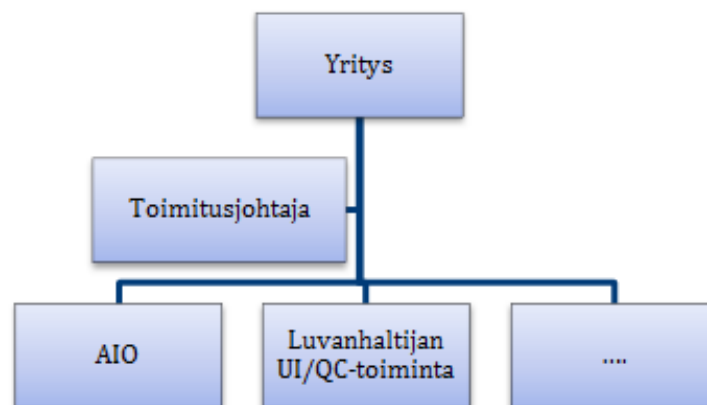 Yritys
Toimitusjohtaja
AIO
Luvanhaltijan
UI/QC-toiminta
....